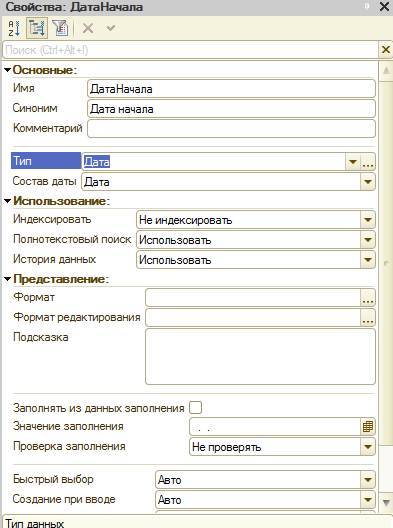 Свойства: ДатаНачала
Поиск (Ctrl+Alt+I)
Основные:
Имя ДатаНачала
Синоним Дата начала
Комментарий
Тип Дата
Состав даты Дата
Использование:
Индексировать Не индексировать
Полнотекстовый поиск Использовать
История данных Использовать
Представление:
Формат
Формат редактирования
Подсказка
Заполнять из данных заполнения
Значение заполнения . .
Проверка заполнения Не проверять
Быстрый выбор Авто
Создание при вводе Авто
Тип данных